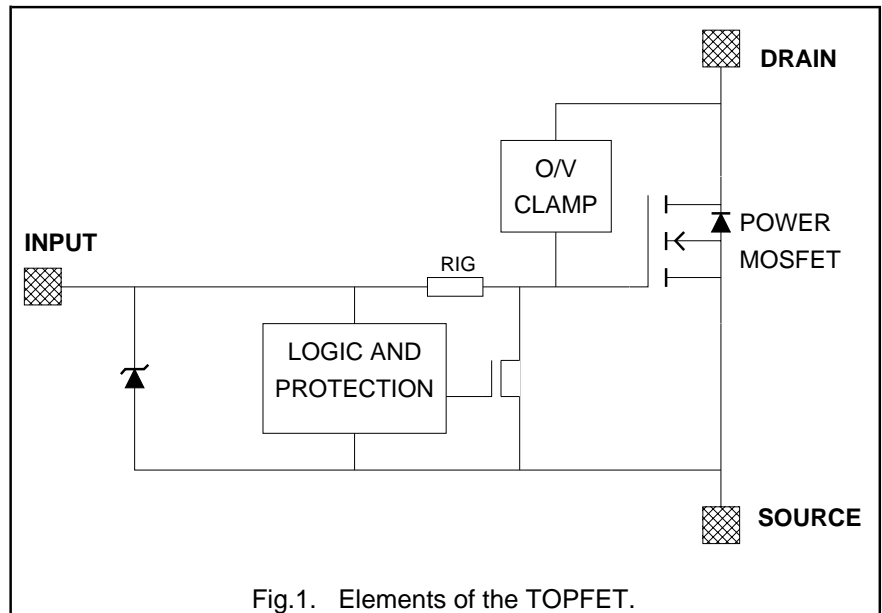 DRAIN
O/V
CLAMP
POWER
MOSFET
INPUT
RIG
LOGIC AND
PROTECTION
SOURCE
Fig.1. Elements of the TOPFET.